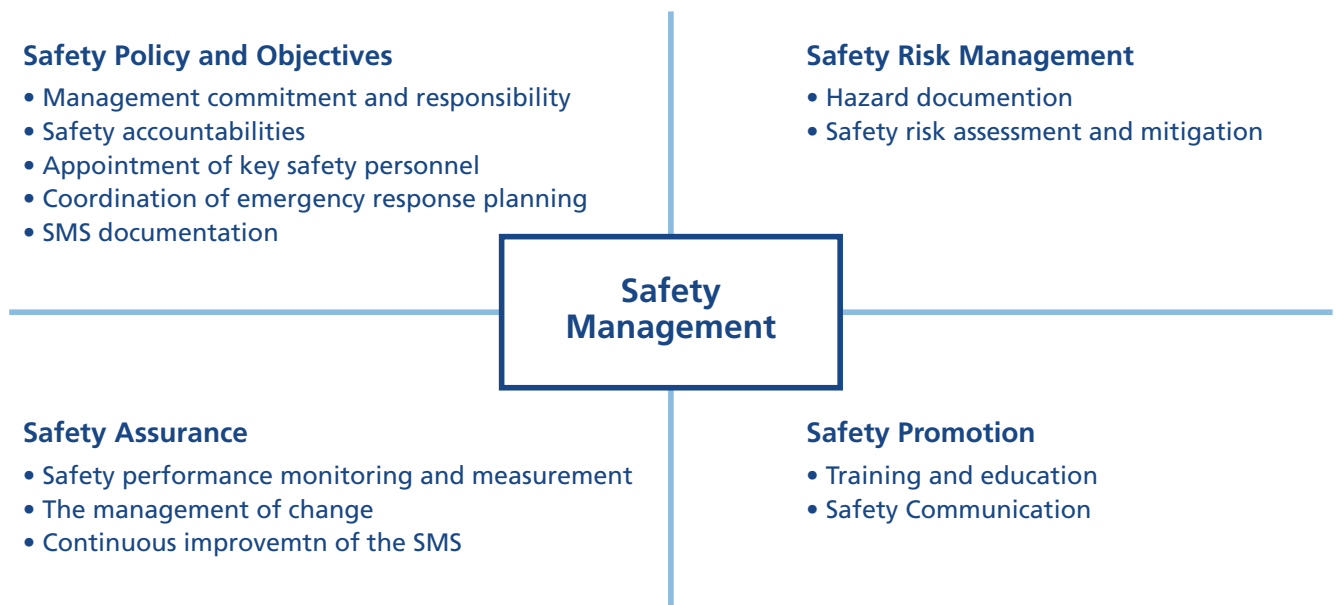 Safety Policy and Objectives
• Management commitment and responsibility
• Safety accountabilities
• Appointment of key safety personnel
• Coordination of emergency response planning
• SMS documentation
Safety Risk Management
• Hazard documention
• Safety risk assessment and mitigation
Safety
Management
Safety Assurance
• Safety performance monitoring and measurement
• The management of change
• Continuous improvemtn of the SMS
Safety Promotion
• Training and education
• Safety Communication